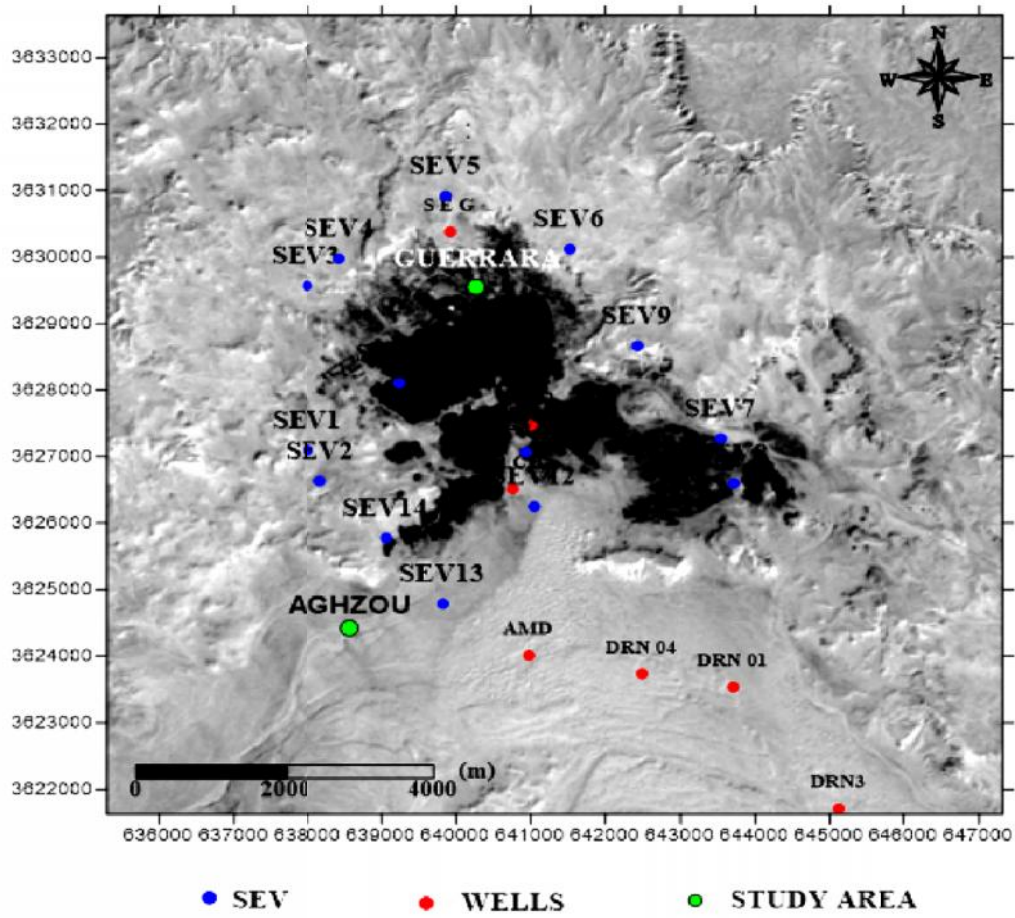 N
3633000
W E
3632000
S
SEV5
3631000
SEG
SEV6
SEV4
3630000
SEV3
GUERRARA
3629000
SEV9
3628000
SEV1
SEV7
3627000
SEV2
SEV12
3626000
SEV14
3625000
SEV13
AGHZOU
3624000
AMD
DRN 04
DRN 01
3623000
(m)
0 2000 4000
3622000
DRN3
636000 637000 638000 639000 640000 641000 642000 643000 644000 645000 646000 647000
SEV
WELLS
STUDY AREA